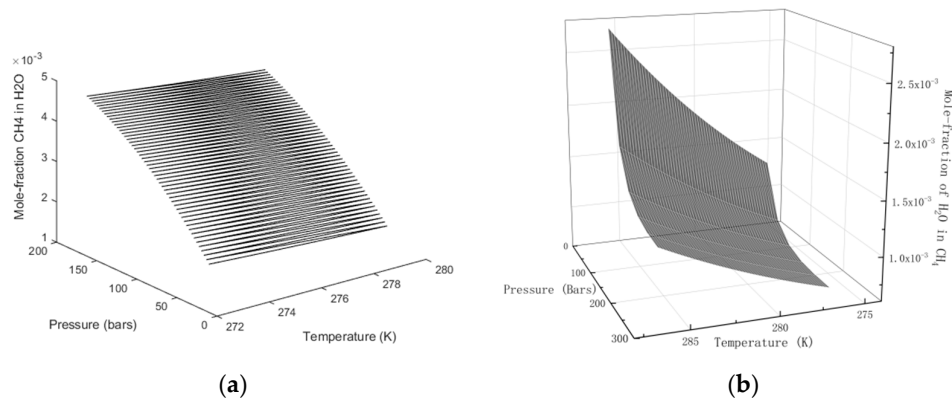 × 10⁻³
5
4
3
2
1
Mole-fraction CH4 in H2O
200
150
100
50
0
Pressure (bars)
272
274
276
278
280
Temperature (K)
(a)
2.5x10⁻³
2.0x10⁻³
1.5x10⁻³
1.0x10⁻³
Mole-fraction of H₂O in CH₄
0
100
200
300
Pressure (Bars)
285
280
275
Temperature (K)
(b)